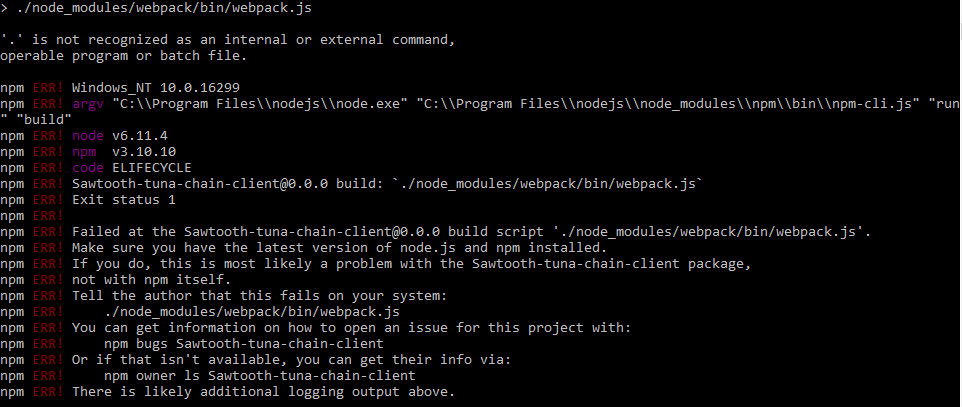 > ./node_modules/webpack/bin/webpack.js
'.' is not recognized as an internal or external command,
operable program or batch file.
npm ERR! Windows_NT 10.0.16299
npm ERR! argv "C:\\Program Files\\nodejs\\node.exe" "C:\\Program Files\\nodejs\\node_modules\\npm\\bin\\npm-cli.js" "run
" "build"
npm ERR! node v6.11.4
npm ERR! npm  v3.10.10
npm ERR! code ELIFECYCLE
npm ERR! Sawtooth-tuna-chain-client@0.0.0 build: `./node_modules/webpack/bin/webpack.js`
npm ERR! Exit status 1
npm ERR!
npm ERR! Failed at the Sawtooth-tuna-chain-client@0.0.0 build script './node_modules/webpack/bin/webpack.js'.
npm ERR! Make sure you have the latest version of node.js and npm installed.
npm ERR! If you do, this is most likely a problem with the Sawtooth-tuna-chain-client package,
npm ERR! not with npm itself.
npm ERR! Tell the author that this fails on your system:
npm ERR!     ./node_modules/webpack/bin/webpack.js
npm ERR! You can get information on how to open an issue for this project with:
npm ERR!     npm bugs Sawtooth-tuna-chain-client
npm ERR! Or if that isn't available, you can get their info via:
npm ERR!     npm owner ls Sawtooth-tuna-chain-client
npm ERR! There is likely additional logging output above.